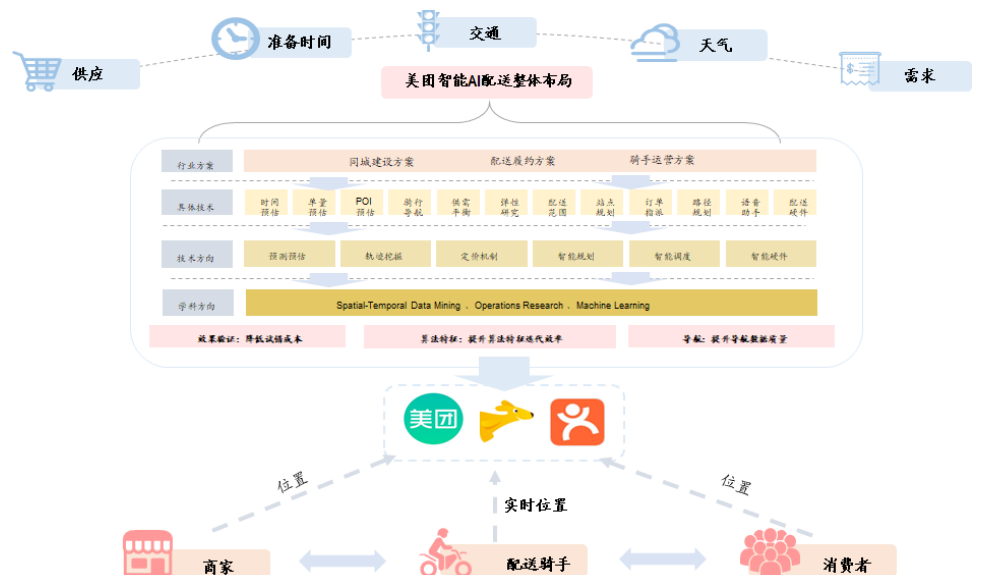 供应
准备时间
交通
天气
需求
美团智能AI配送整体布局
行业方案
同城建设方案 配送履约方案 骑手运营方案
具体技术
时间预估
单量预估
POI预估
骑行导航
供需平衡
弹性研究
配送范围
站点规划
订单指派
路径规划
语音助手
配送硬件
技术方向
预测预估
轨迹挖掘
定价机制
智能规划
智能调度
智能硬件
学科方向
Spatial-Temporal Data Mining 、Operations Research 、Machine Learning
效果验证：降低试错成本
算法特征：提升算法特征迭代效率
导航：提升导航数据质量
美团
位置
实时位置
位置
商家
配送骑手
消费者